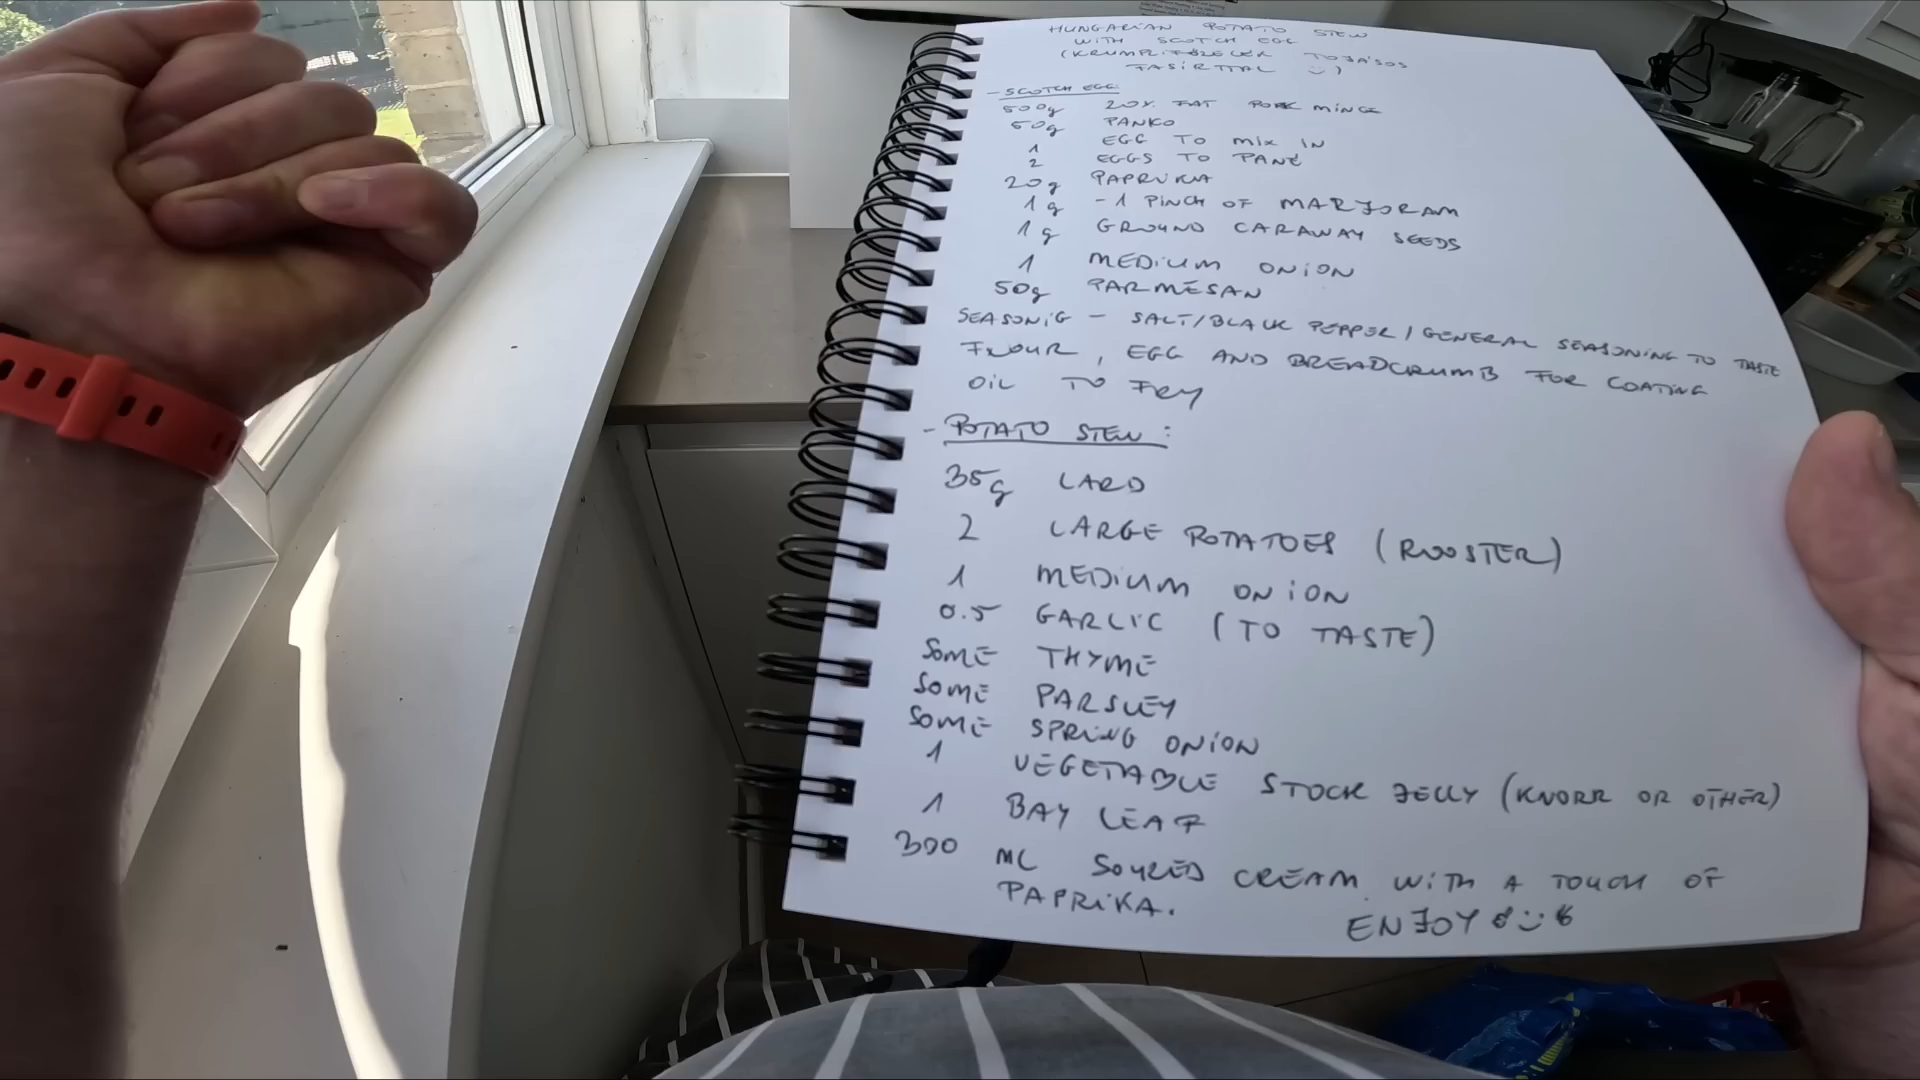 HUNGARIAN POTATO STEW
WITH SCOTCH EGG
(KRUMPLIFŐZELÉK TOJÁSOS
FASIRTTAL :)
- SCOTCH EGG
500g 20% FAT PORK MINCE
50g PANKO
1 EGG TO MIX IN
2 EGGS TO PANÉ
20g PAPRIKA
1g -1 PINCH OF MARJORAM
1g GROUND CARAWAY SEEDS
1 MEDIUM ONION
50g PARMESAN
SEASONIG - SALT/BLACK PEPPER/GENERAL SEASONING TO TASTE
FLOUR, EGG AND BREADCRUMB FOR COATING
OIL TO FRY
- POTATO STEW:
35g LARD
2 LARGE POTATOES (ROOSTER)
1 MEDIUM ONION
0.5 GARLIC (TO TASTE)
SOME THYME
SOME PARSLEY
SOME SPRING ONION
1 VEGETABLE STOCK JELLY (KNORR OR OTHER)
1 BAY LEAF
300 ML SOURED CREAM WITH A TOUCH OF
PAPRIKA.
ENJOY